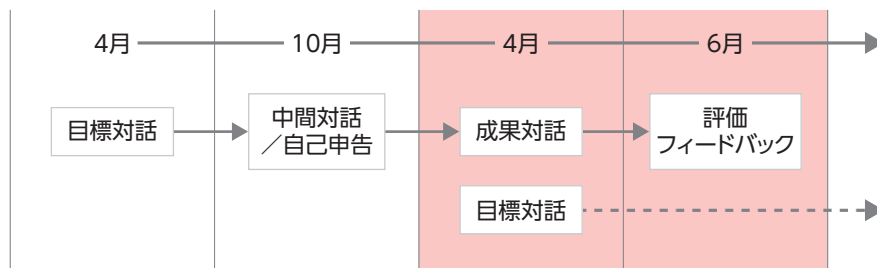 4月
10月
4月
6月
目標対話
中間対話
／自己申告
成果対話
評価
フィードバック
目標対話